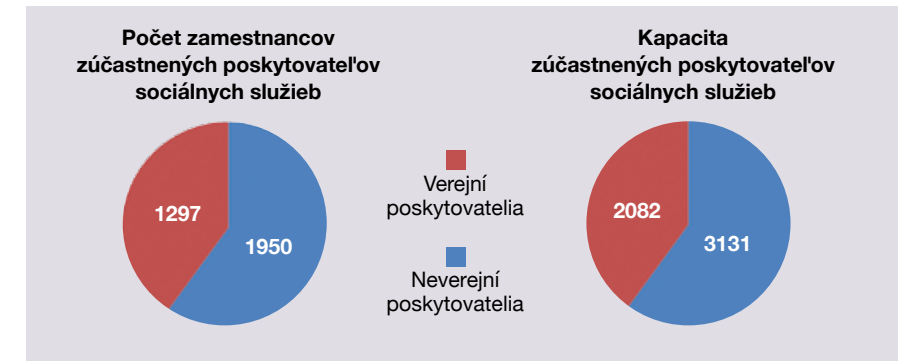 Počet zamestnancov
zúčastnených poskytovateľov
sociálnych služieb
1297
1950
Verejní
poskytovatelia
Neverejní
poskytovatelia
Kapacita
zúčastnených poskytovateľov
sociálnych služieb
2082
3131